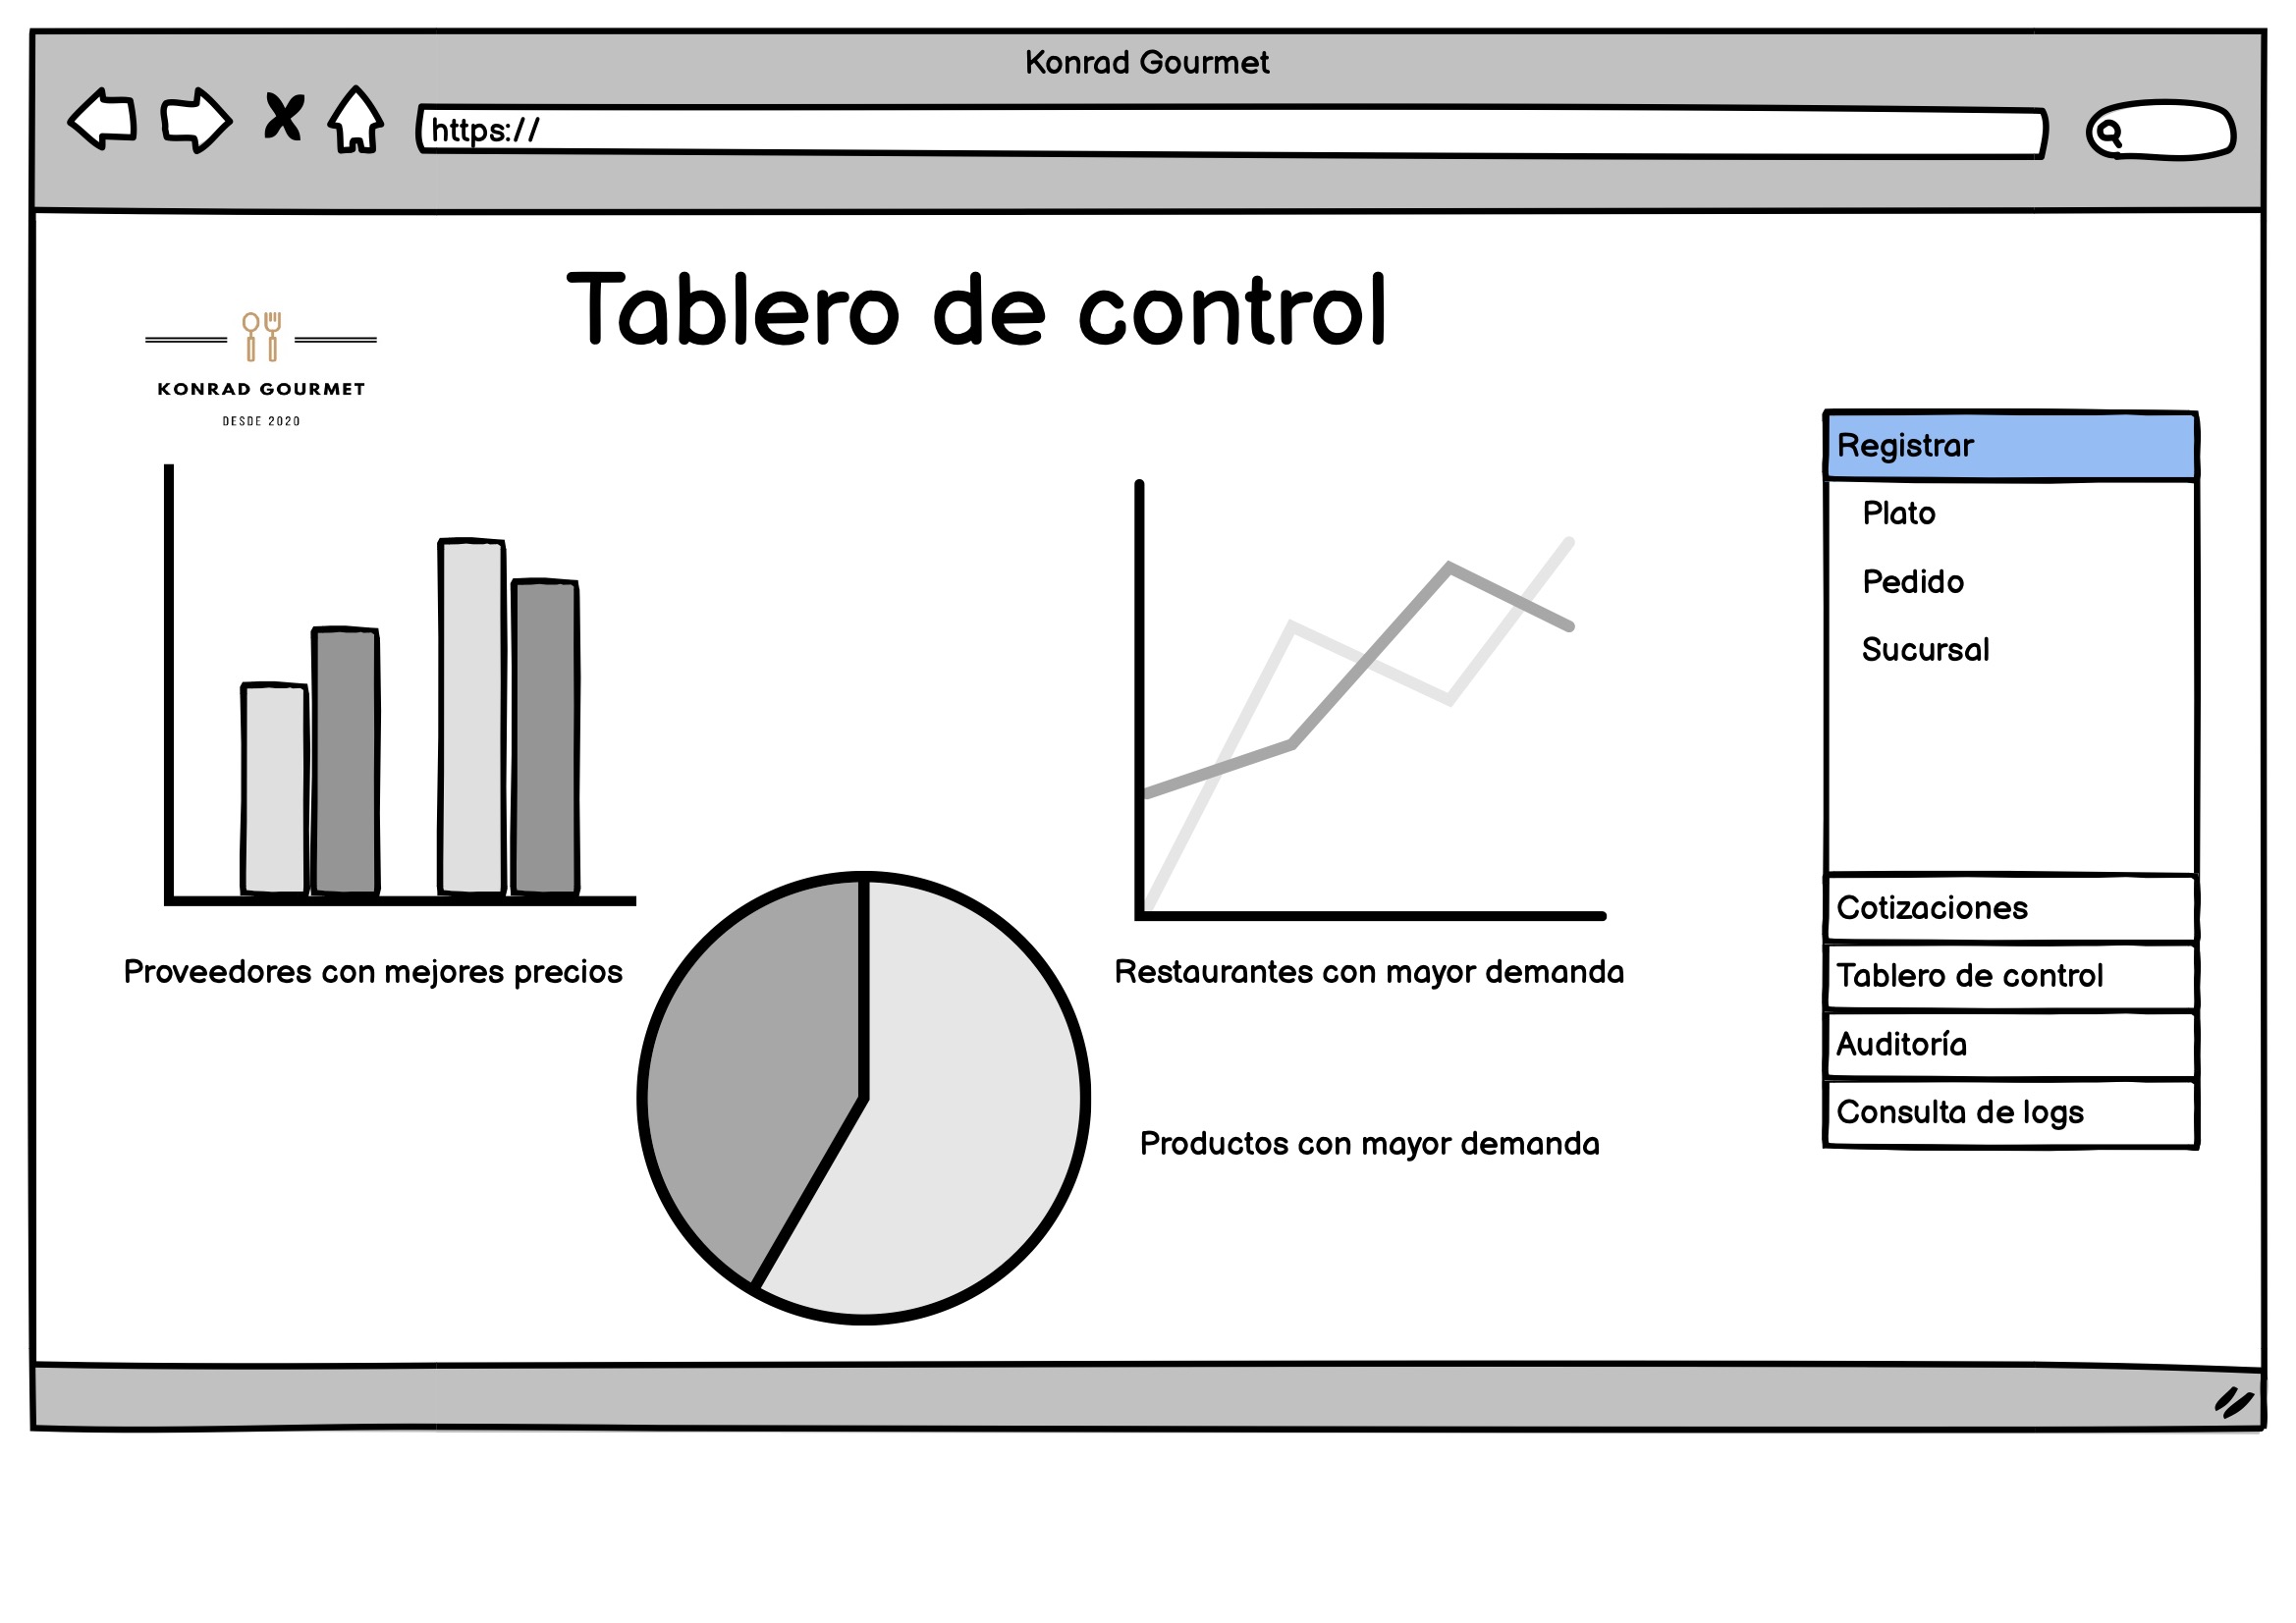 Konrad Gourmet
https://
Tablero de control
KONRAD GOURMET
DESDE 2020
Registrar
Plato
Pedido
Sucursal
Cotizaciones
Tablero de control
Auditoría
Consulta de logs
Proveedores con mejores precios
Restaurantes con mayor demanda
Productos con mayor demanda